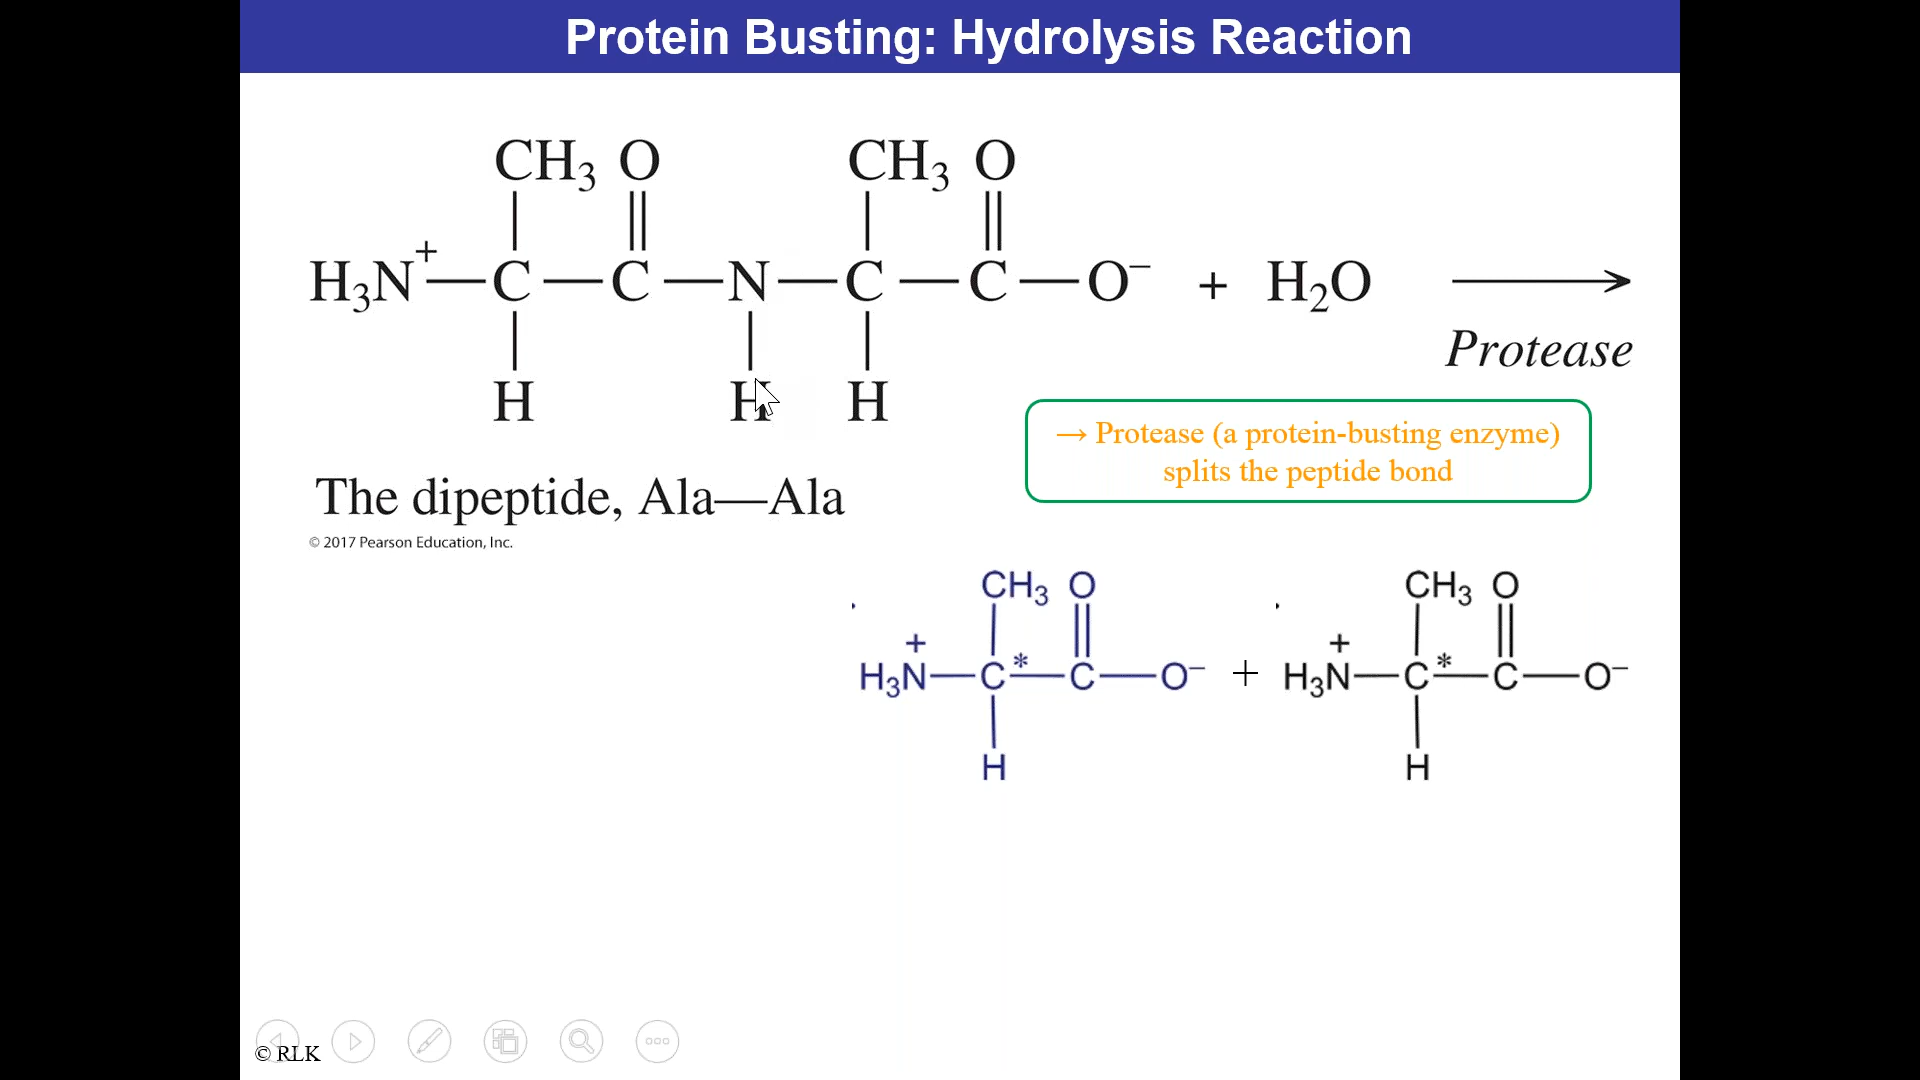 Protein Busting: Hydrolysis Reaction
CH₃ O CH₃ O
H₃N⁺—C—C—N—C—C—O⁻ + H₂O ⟶
Protease
H H H
→ Protease (a protein-busting enzyme)
splits the peptide bond
The dipeptide, Ala—Ala
© 2017 Pearson Education, Inc.
CH₃ O CH₃ O
H₃N⁺—C*—C—O⁻ + H₃N⁺—C*—C—O⁻
H H
© RLK